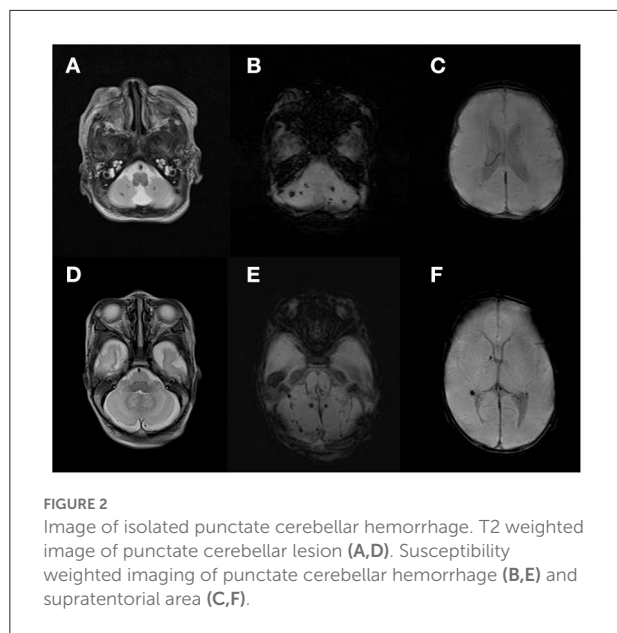 A
B
C
D
E
F
FIGURE 2
Image of isolated punctate cerebellar hemorrhage. T2 weighted
image of punctate cerebellar lesion (A,D). Susceptibility
weighted imaging of punctate cerebellar hemorrhage (B,E) and
supratentorial area (C,F).